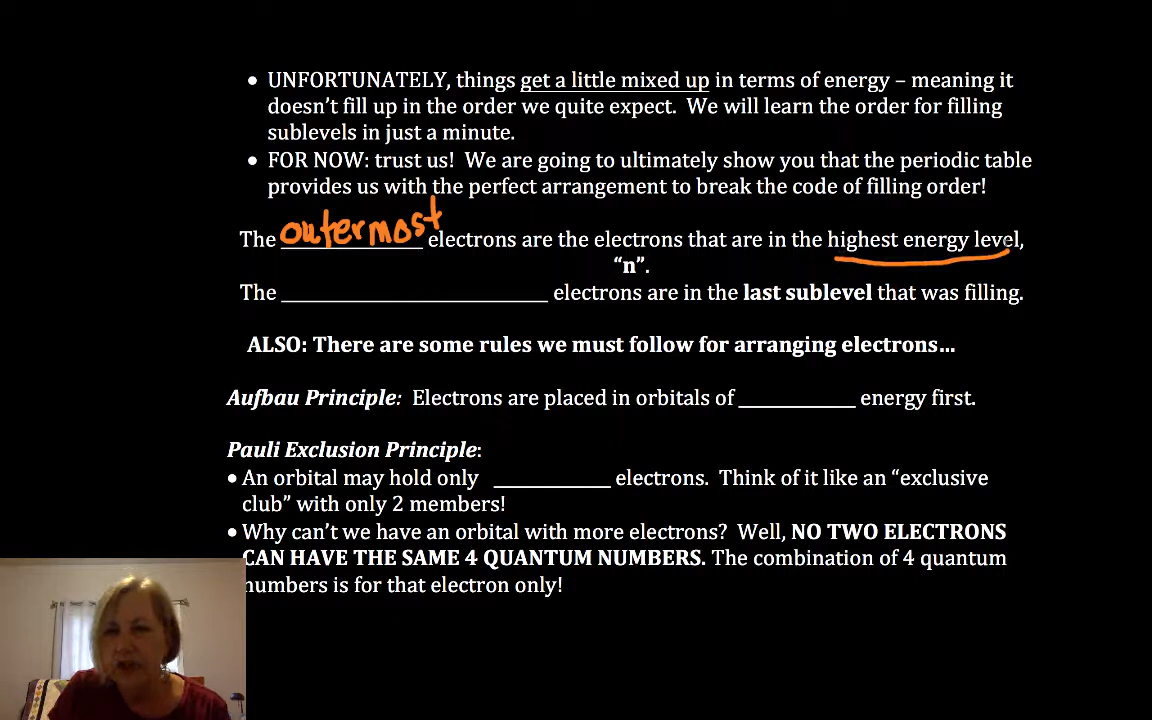 • UNFORTUNATELY, things get a little mixed up in terms of energy – meaning it
doesn't fill up in the order we quite expect.  We will learn the order for filling
sublevels in just a minute.
• FOR NOW: trust us!  We are going to ultimately show you that the periodic table
provides us with the perfect arrangement to break the code of filling order!
The outermost electrons are the electrons that are in the highest energy level,
“n”.
The __________________________ electrons are in the last sublevel that was filling.
ALSO: There are some rules we must follow for arranging electrons…
Aufbau Principle:  Electrons are placed in orbitals of ____________ energy first.
Pauli Exclusion Principle:
• An orbital may hold only ____________ electrons.  Think of it like an “exclusive
club” with only 2 members!
• Why can't we have an orbital with more electrons?  Well, NO TWO ELECTRONS
CAN HAVE THE SAME 4 QUANTUM NUMBERS. The combination of 4 quantum
numbers is for that electron only!